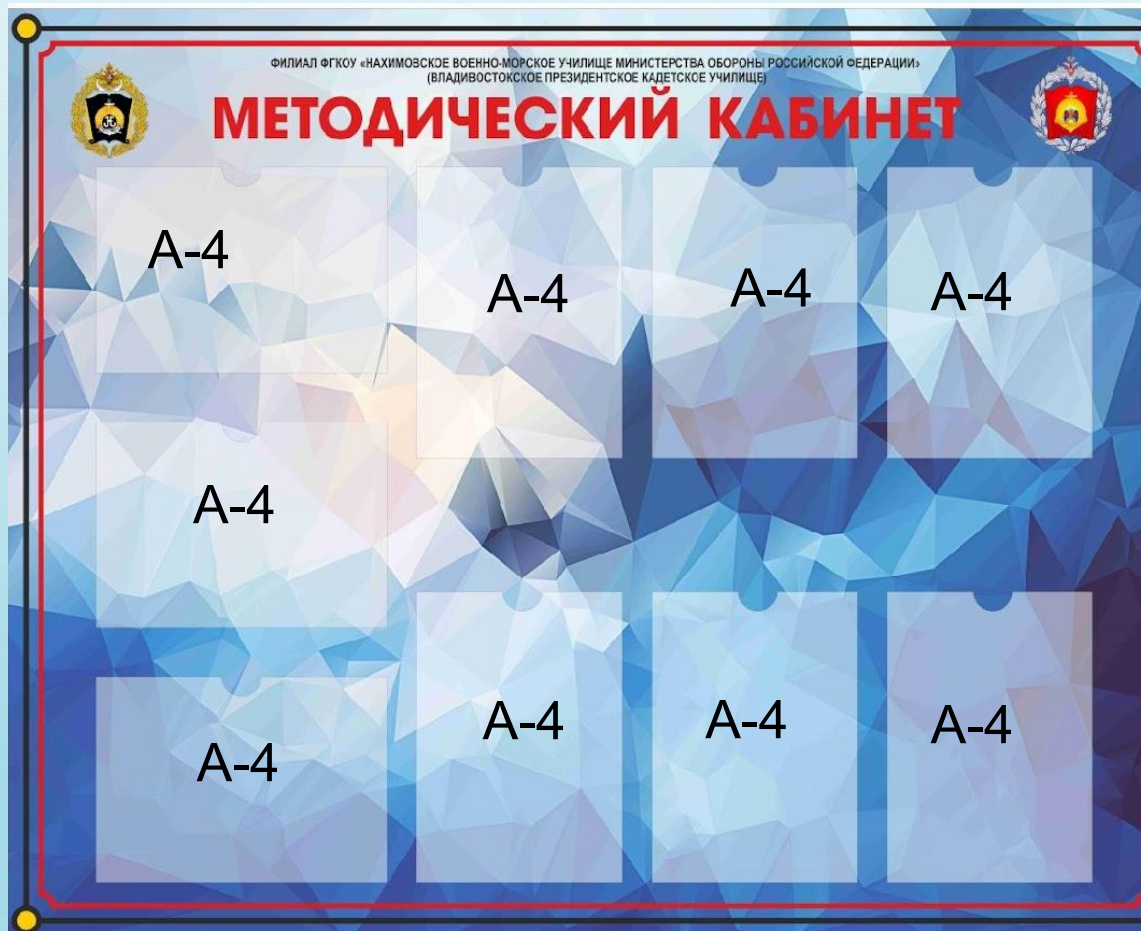 ФИЛИАЛ ФГКОУ «НАХИМОВСКОЕ ВОЕННО-МОРСКОЕ УЧИЛИЩЕ МИНИСТЕРСТВА ОБОРОНЫ РОССИЙСКОЙ ФЕДЕРАЦИИ»
(ВЛАДИВОСТОКСКОЕ ПРЕЗИДЕНТСКОЕ КАДЕТСКОЕ УЧИЛИЩЕ)
МЕТОДИЧЕСКИЙ КАБИНЕТ
А-4
А-4
А-4
А-4
А-4
А-4
А-4
А-4
А-4